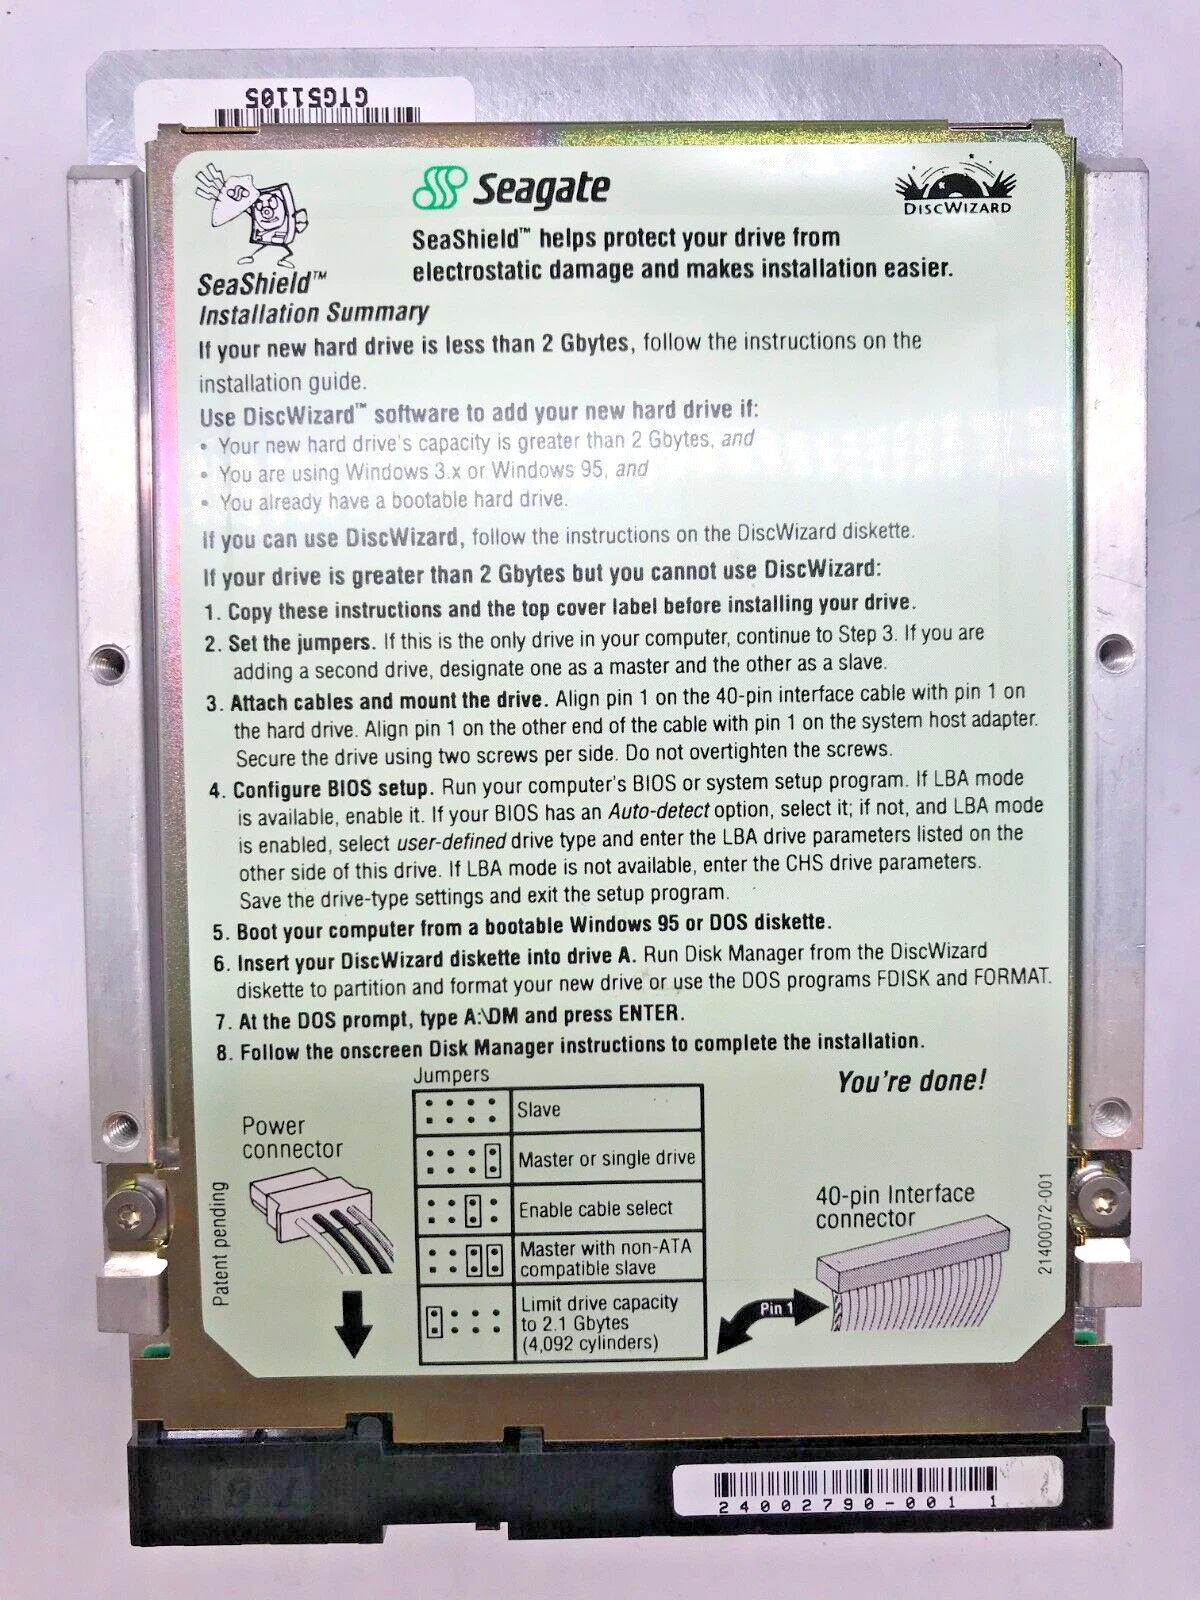 GTG51105
Seagate
DISCWIZARD
SeaShield™ helps protect your drive from
electrostatic damage and makes installation easier.
SeaShield™
Installation Summary
If your new hard drive is less than 2 Gbytes, follow the instructions on the
installation guide.
Use DiscWizard™ software to add your new hard drive if:
• Your new hard drive's capacity is greater than 2 Gbytes, and
• You are using Windows 3.x or Windows 95, and
• You already have a bootable hard drive.
If you can use DiscWizard, follow the instructions on the DiscWizard diskette.
If your drive is greater than 2 Gbytes but you cannot use DiscWizard:
1. Copy these instructions and the top cover label before installing your drive.
2. Set the jumpers. If this is the only drive in your computer, continue to Step 3. If you are
adding a second drive, designate one as a master and the other as a slave.
3. Attach cables and mount the drive. Align pin 1 on the 40-pin interface cable with pin 1 on
the hard drive. Align pin 1 on the other end of the cable with pin 1 on the system host adapter.
Secure the drive using two screws per side. Do not overtighten the screws.
4. Configure BIOS setup. Run your computer's BIOS or system setup program. If LBA mode
is available, enable it. If your BIOS has an Auto-detect option, select it; if not, and LBA mode
is enabled, select user-defined drive type and enter the LBA drive parameters listed on the
other side of this drive. If LBA mode is not available, enter the CHS drive parameters.
Save the drive-type settings and exit the setup program.
5. Boot your computer from a bootable Windows 95 or DOS diskette.
6. Insert your DiscWizard diskette into drive A. Run Disk Manager from the DiscWizard
diskette to partition and format your new drive or use the DOS programs FDISK and FORMAT.
7. At the DOS prompt, type A:\DM and press ENTER.
8. Follow the onscreen Disk Manager instructions to complete the installation.
Jumpers
You're done!
Power
connector
Slave
Master or single drive
Enable cable select
Master with non-ATA
compatible slave
Limit drive capacity
to 2.1 Gbytes
(4,092 cylinders)
40-pin Interface
connector
Pin 1
Patent pending
21400072-001
24002790-001 1